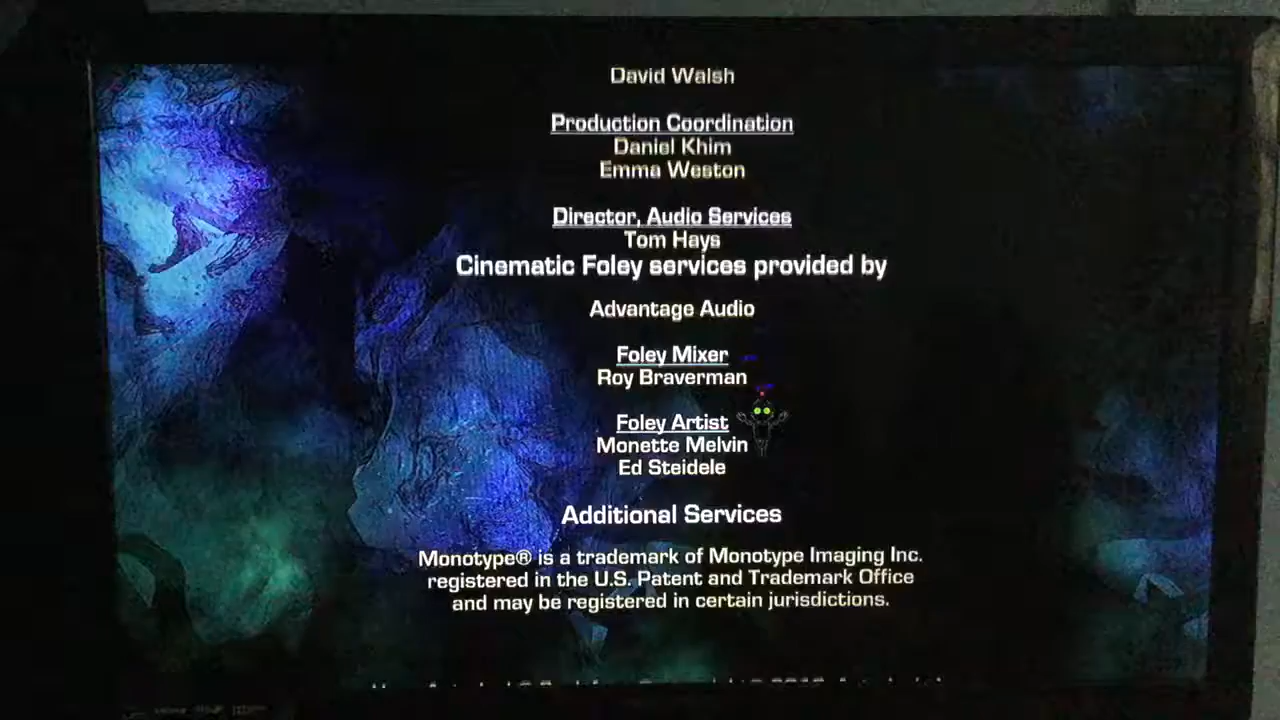 David Walsh
Production Coordination
Daniel Khim
Emma Weston
Director, Audio Services
Tom Hays
Cinematic Foley services provided by
Advantage Audio
Foley Mixer
Roy Braverman
Foley Artist
Monette Melvin
Ed Steidele
Additional Services
Monotype® is a trademark of Monotype Imaging Inc.
registered in the U.S. Patent and Trademark Office
and may be registered in certain jurisdictions.